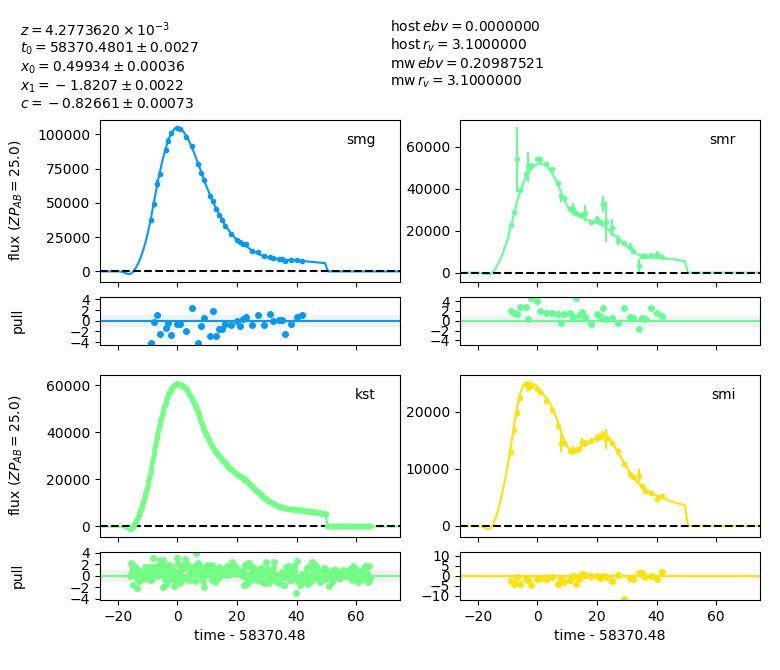 z = 4.2773620 × 10⁻³
t₀ = 58370.4801 ± 0.0027
x₀ = 0.49934 ± 0.00036
x₁ = −1.8207 ± 0.0022
c = −0.82661 ± 0.00073
host ebv = 0.0000000
host r_v = 3.1000000
mw ebv = 0.20987521
mw r_v = 3.1000000
flux (ZP_AB = 25.0)
100000
75000
50000
25000
0
smg
60000
40000
20000
0
smr
pull
4
2
0
−2
−4
4
2
0
−2
−4
flux (ZP_AB = 25.0)
60000
40000
20000
0
kst
20000
10000
0
smi
pull
4
2
0
−2
−4
10
5
0
−5
−10
−20
0
20
40
60
−20
0
20
40
60
time - 58370.48
time - 58370.48